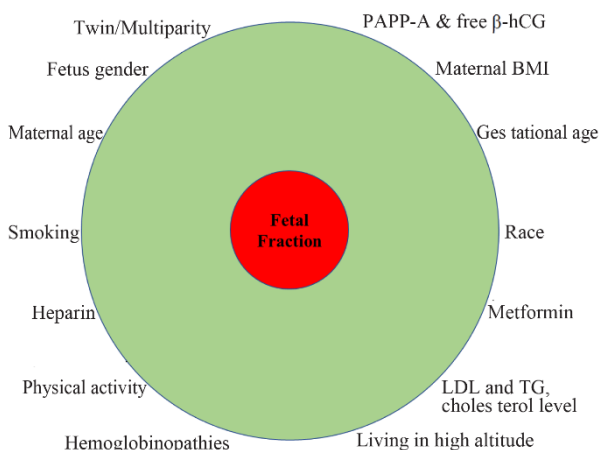 Twin/Multiparity
PAPP-A & free β-hCG
Fetus gender
Maternal BMI
Maternal age
Ges tational age
Smoking
Fetal
Fraction
Race
Heparin
Metformin
Physical activity
LDL and TG,
choles terol level
Hemoglobinopathies
Living in high altitude